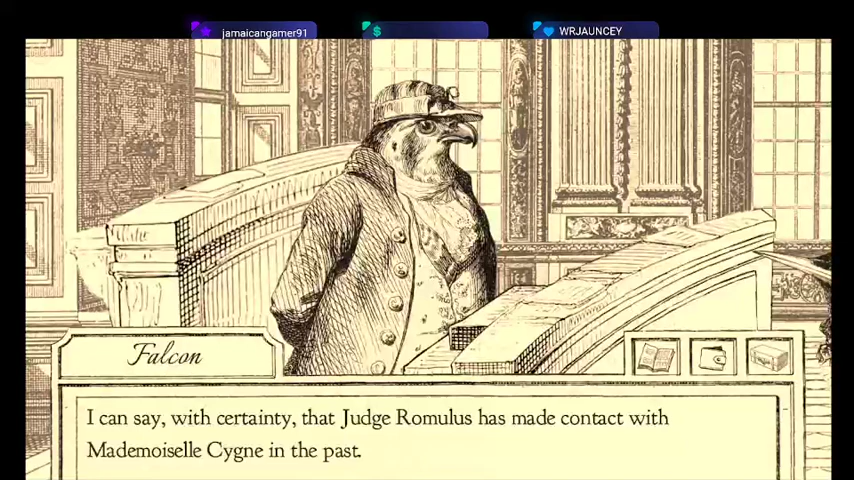 jamaicangamer91
$
WRJAUNCEY
Falcon
I can say, with certainty, that Judge Romulus has made contact with
Mademoiselle Cygne in the past.